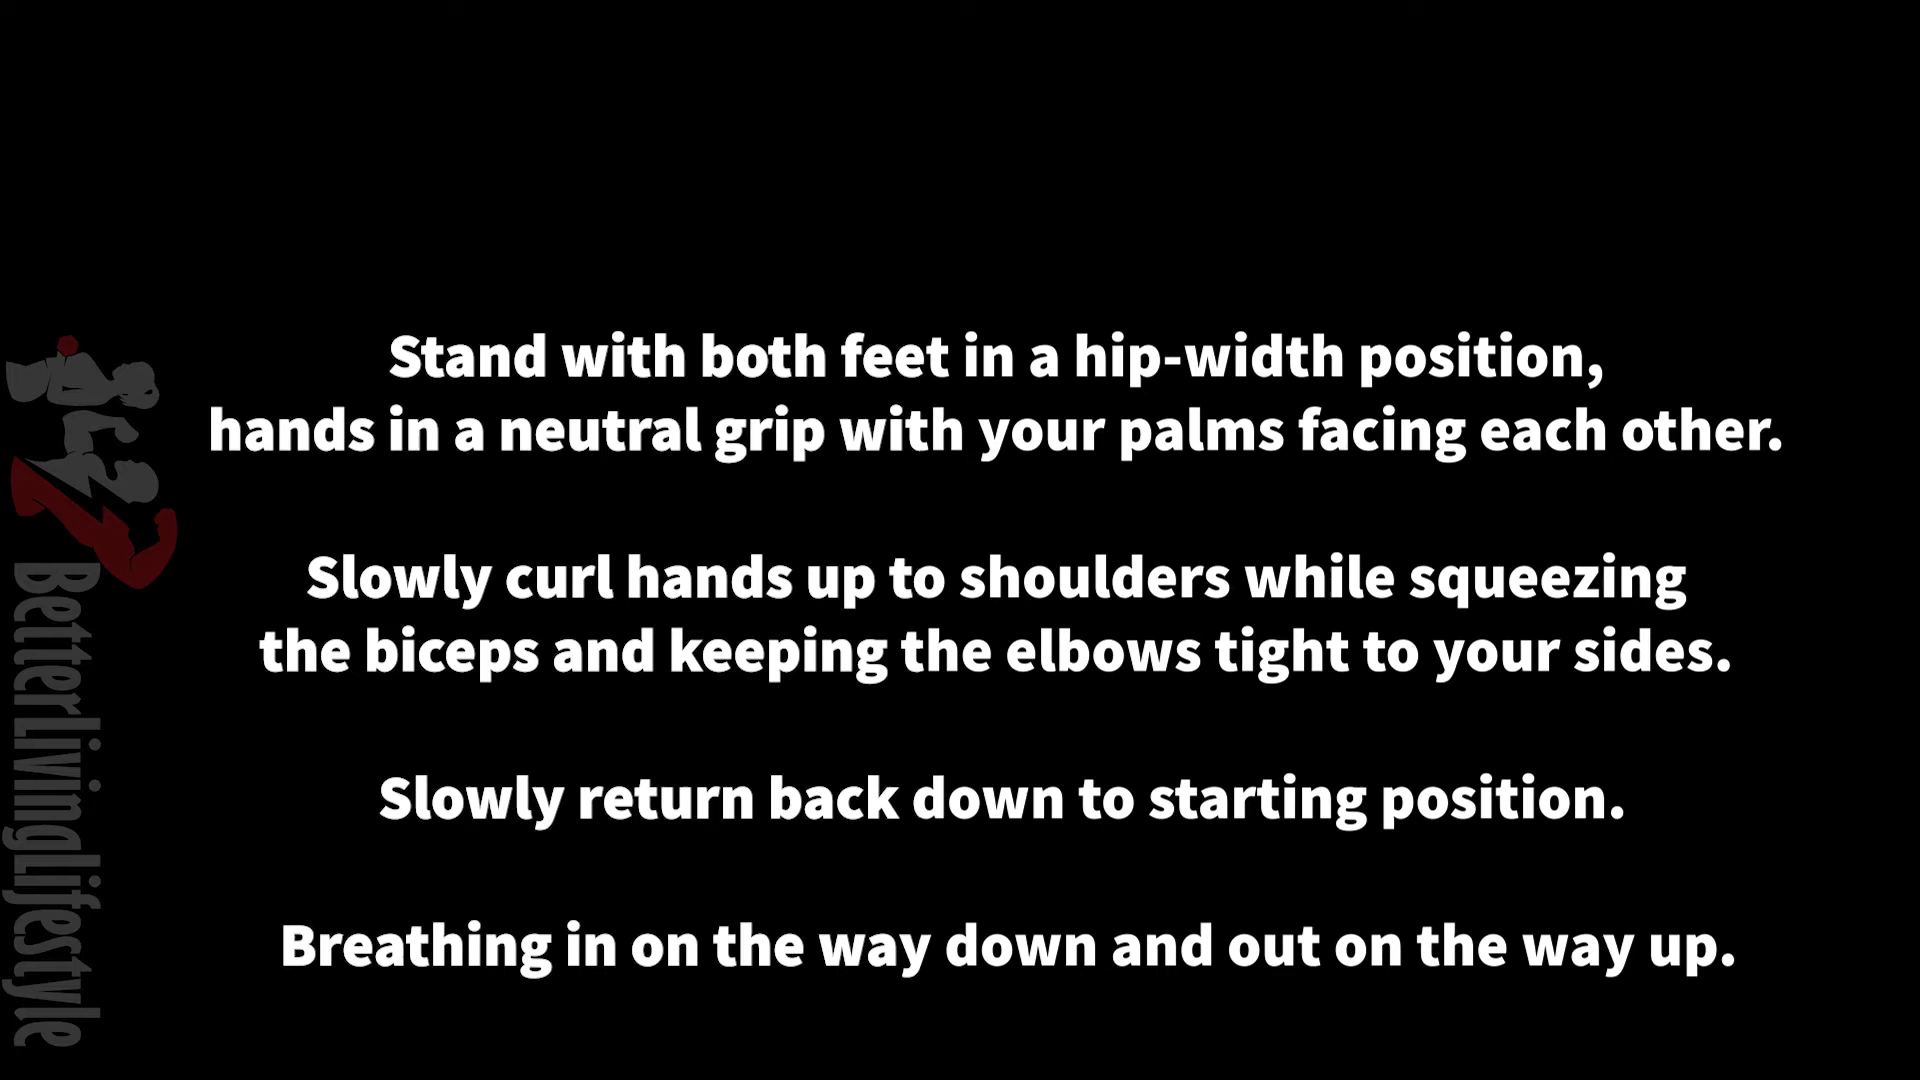 Stand with both feet in a hip-width position,
hands in a neutral grip with your palms facing each other.
Slowly curl hands up to shoulders while squeezing
the biceps and keeping the elbows tight to your sides.
Slowly return back down to starting position.
Breathing in on the way down and out on the way up.
BetterLivingLifestyle